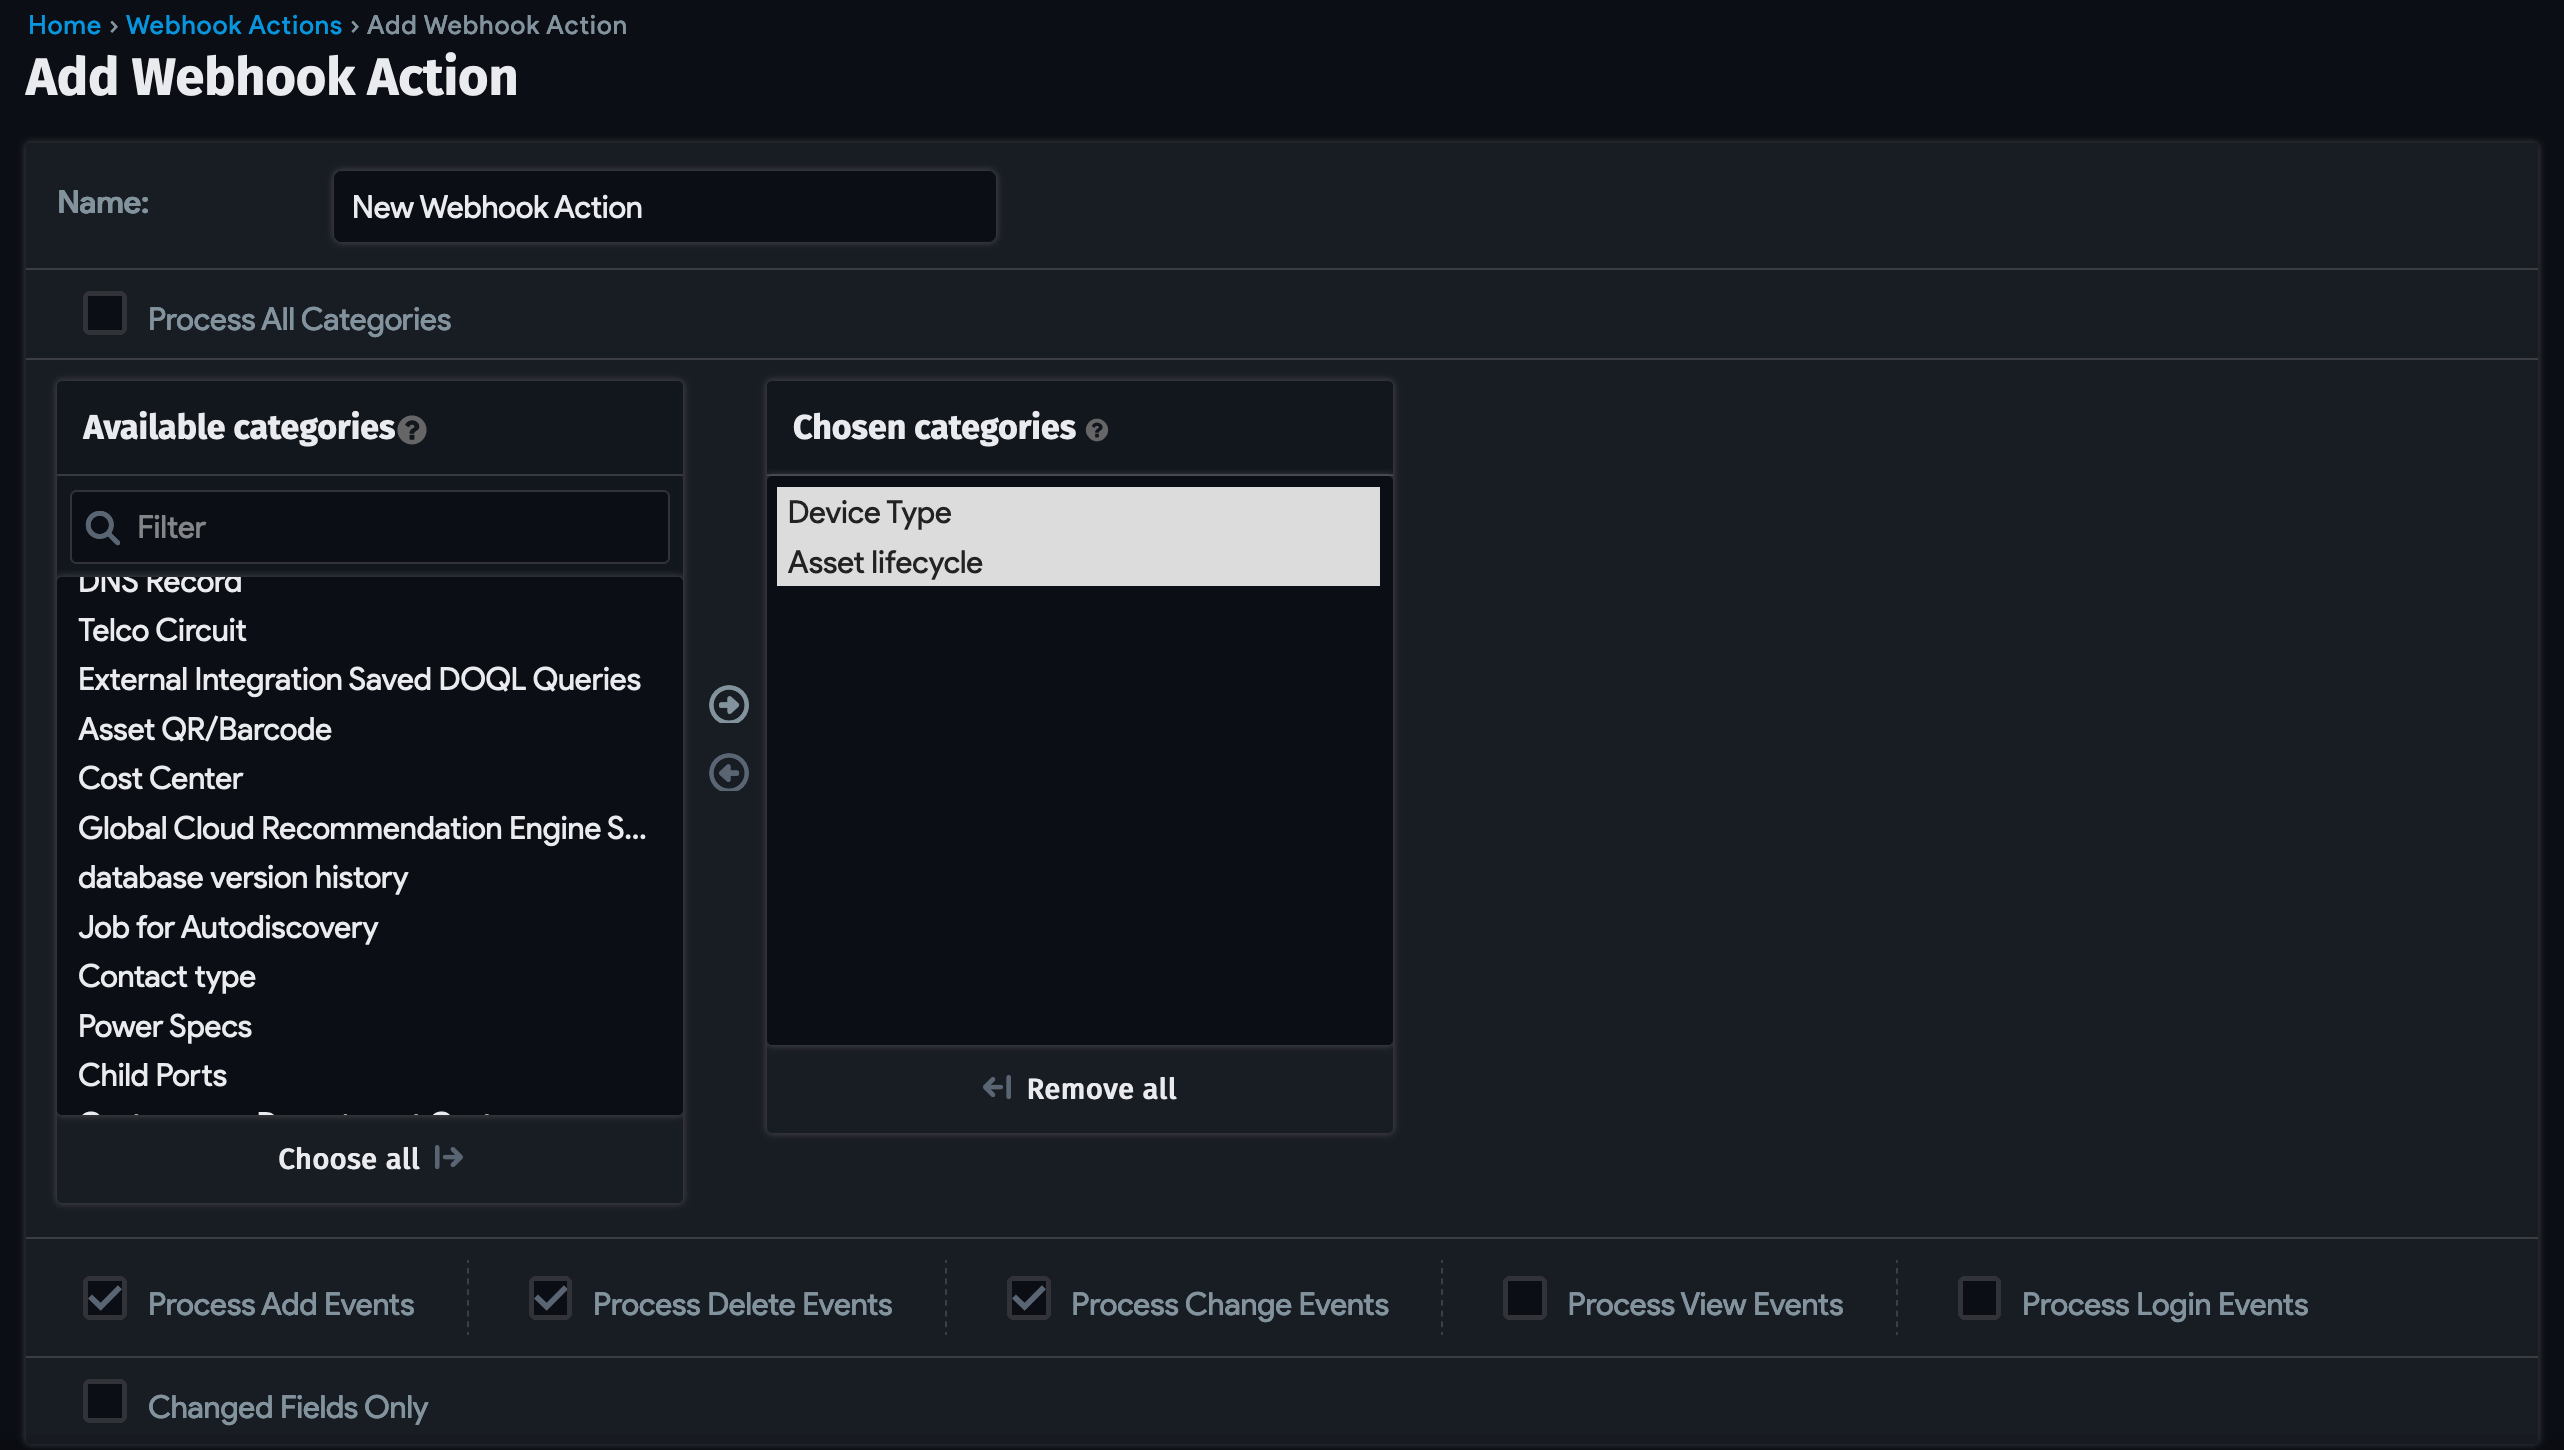 Home › Webhook Actions › Add Webhook Action
Add Webhook Action
Name:
New Webhook Action
Process All Categories
Available categories
Filter
DNS Record
Telco Circuit
External Integration Saved DOQL Queries
Asset QR/Barcode
Cost Center
Global Cloud Recommendation Engine S...
database version history
Job for Autodiscovery
Contact type
Power Specs
Child Ports
Choose all
Chosen categories
Device Type
Asset lifecycle
Remove all
Process Add Events
Process Delete Events
Process Change Events
Process View Events
Process Login Events
Changed Fields Only